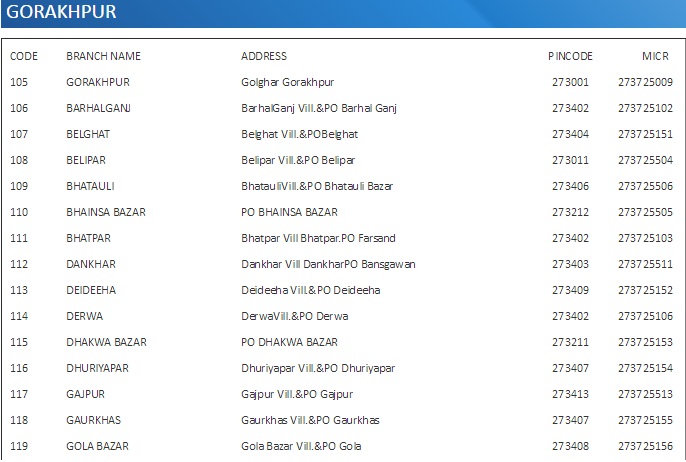 GORAKHPUR
CODE BRANCH NAME ADDRESS PINCODE MICR
105 GORAKHPUR Golghar Gorakhpur 273001 273725009
106 BARHALGANJ BarhalGanj Vill.&PO Barhal Ganj 273402 273725102
107 BELGHAT Belghat Vill.&POBelghat 273404 273725151
108 BELIPAR Belipar Vill.&PO Belipar 273011 273725504
109 BHATAULI BhatauliVill.&PO Bhatauli Bazar 273406 273725506
110 BHAINSA BAZAR PO BHAINSA BAZAR 273212 273725505
111 BHATPAR Bhatpar Vill Bhatpar.PO Farsand 273402 273725103
112 DANKHAR Dankhar Vill DankharPO Bansgawan 273403 273725511
113 DEIDEEHA Deideeha Vill.&PO Deideeha 273409 273725152
114 DERWA DerwaVill.&PO Derwa 273402 273725106
115 DHAKWA BAZAR PO DHAKWA BAZAR 273211 273725153
116 DHURIYAPAR Dhuriyapar Vill.&PO Dhuriyapar 273407 273725154
117 GAJPUR Gajpur Vill.&PO Gajpur 273413 273725513
118 GAURKHAS Gaurkhas Vill.&PO Gaurkhas 273407 273725155
119 GOLA BAZAR Gola Bazar Vill.&PO Gola 273408 273725156